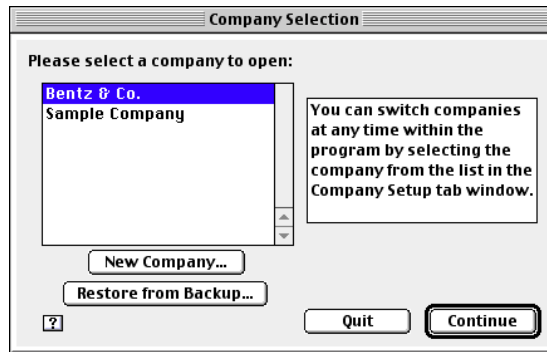 Company Selection
Please select a company to open:
Bentz & Co.
Sample Company
You can switch companies
at any time within the
program by selecting the
company from the list in the
Company Setup tab window.
New Company...
Restore from Backup...
?
Quit
Continue